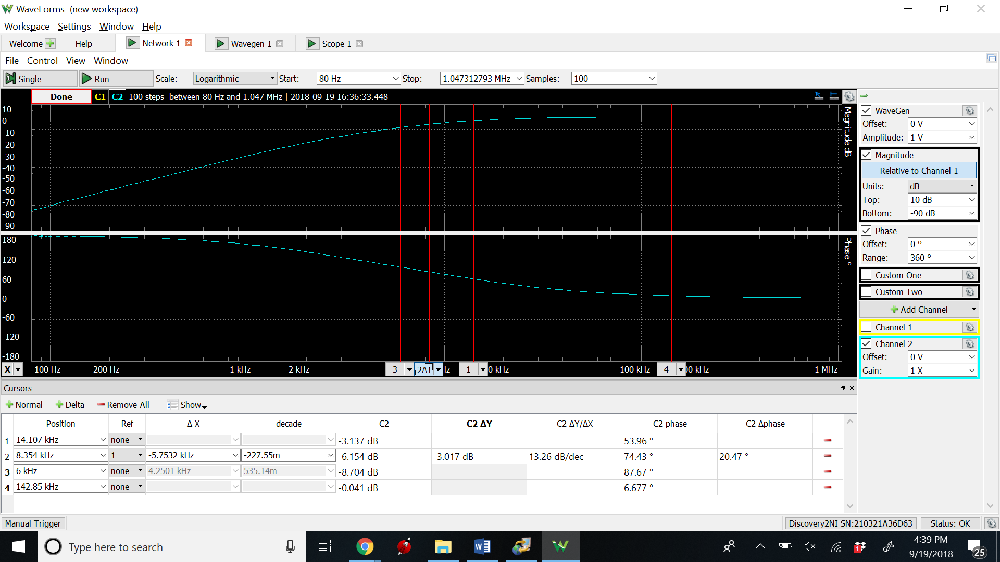 WaveForms (new workspace)
Workspace Settings Window Help
Welcome Help Network 1 Wavegen 1 Scope 1
File Control View Window
Single Run Scale: Logarithmic Start: 80 Hz Stop: 1.047312793 MHz Samples: 100
Done C1 C2 100 steps between 80 Hz and 1.047 MHz | 2018-09-19 16:36:33.448
10
0
-10
-20
-30
-40
-50
-60
-70
-80
-90
Magnitude dB
180
120
60
0
-60
-120
-180
Phase °
X 100 Hz 200 Hz 1 kHz 2 kHz 3 2Δ1 Hz 1 0 kHz 100 kHz 4 00 kHz 1 MHz
WaveGen
Offset: 0 V
Amplitude: 1 V
Magnitude
Relative to Channel 1
Units: dB
Top: 10 dB
Bottom: -90 dB
Phase
Offset: 0 °
Range: 360 °
Custom One
Custom Two
Add Channel
Channel 1
Channel 2
Offset: 0 V
Gain: 1 X
Cursors
Normal Delta Remove All Show
Position Ref Δ X decade C2 C2 ΔY C2 ΔY/ΔX C2 phase C2 Δphase
1 14.107 kHz none -3.137 dB 53.96 °
2 8.354 kHz 1 -5.7532 kHz -227.55m -6.154 dB -3.017 dB 13.26 dB/dec 74.43 ° 20.47 °
3 6 kHz none 4.2501 kHz 535.14m -8.704 dB 87.67 °
4 142.85 kHz none -0.041 dB 6.677 °
Manual Trigger Discovery2NI SN:210321A36D63 Status: OK
Type here to search
1
4:39 PM
9/19/2018
25